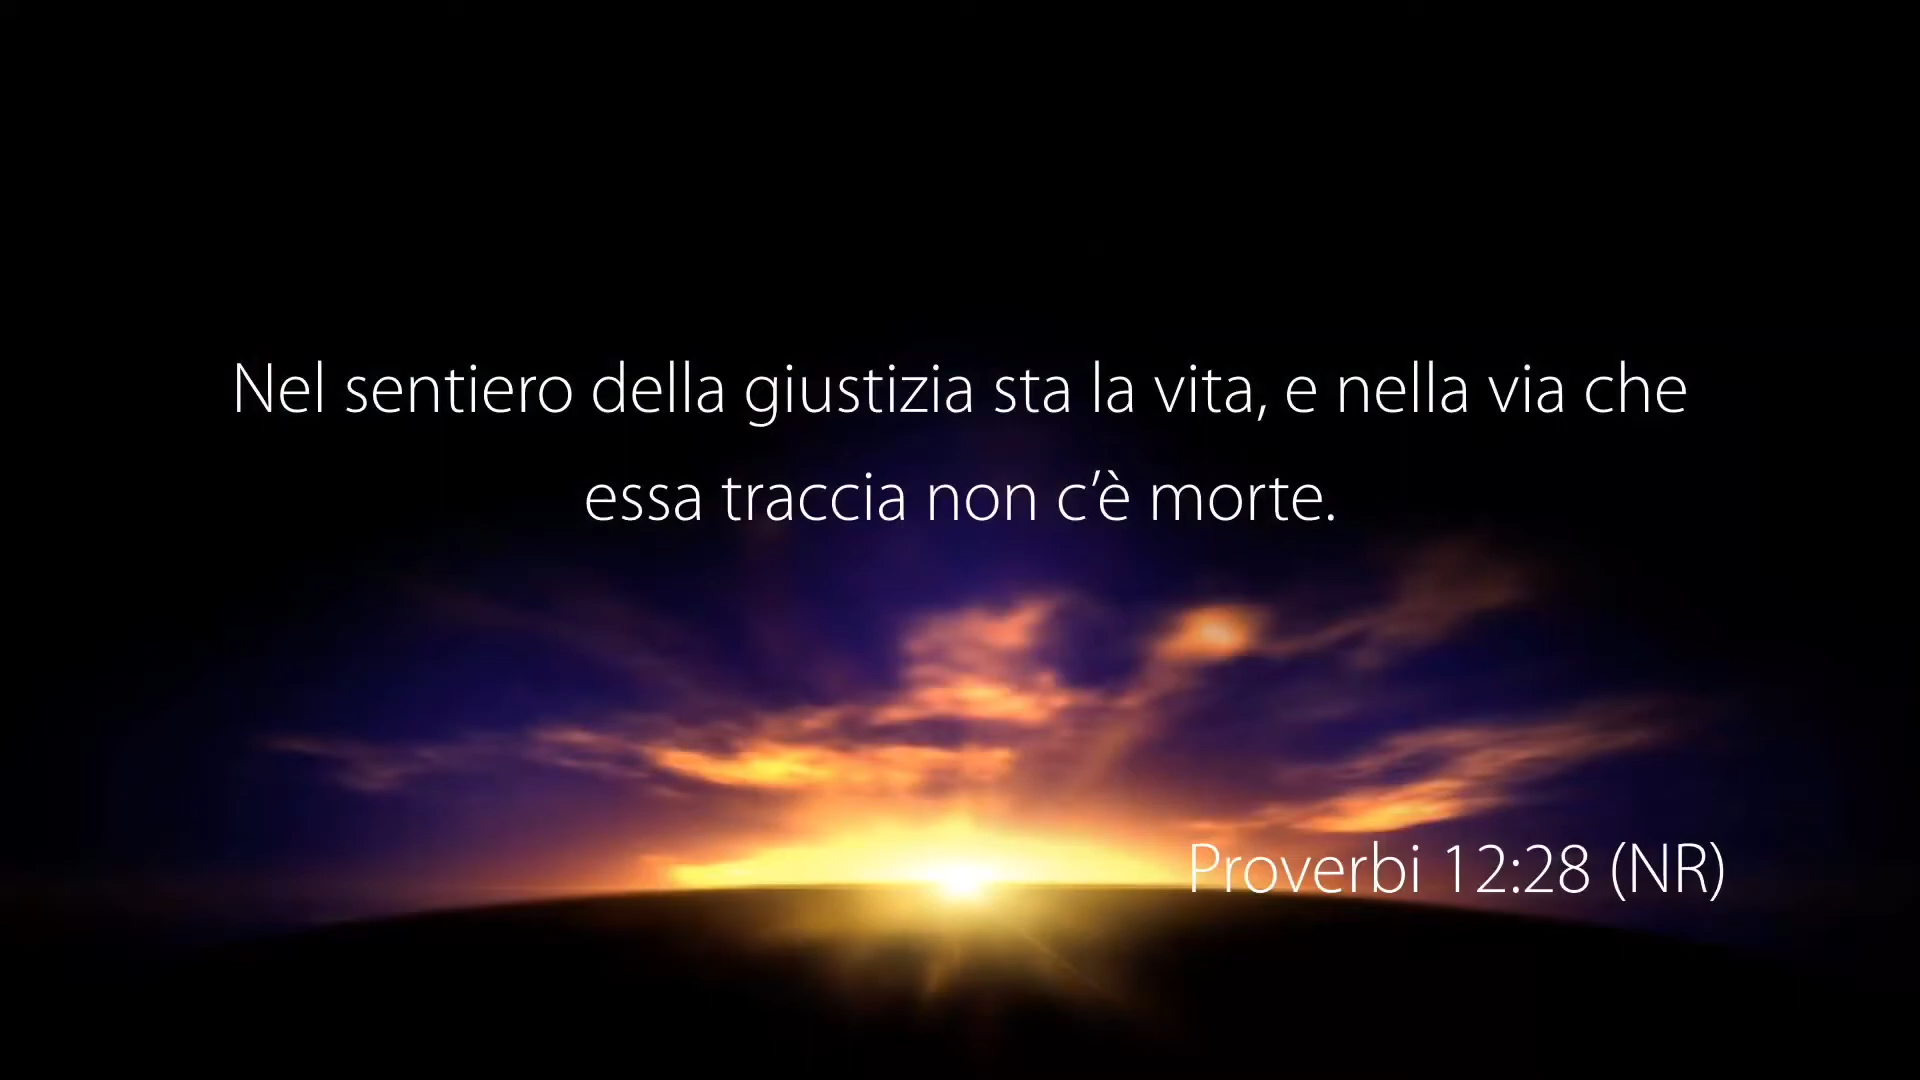 Nel sentiero della giustizia sta la vita, e nella via che
essa traccia non c’è morte.
Proverbi 12:28 (NR)